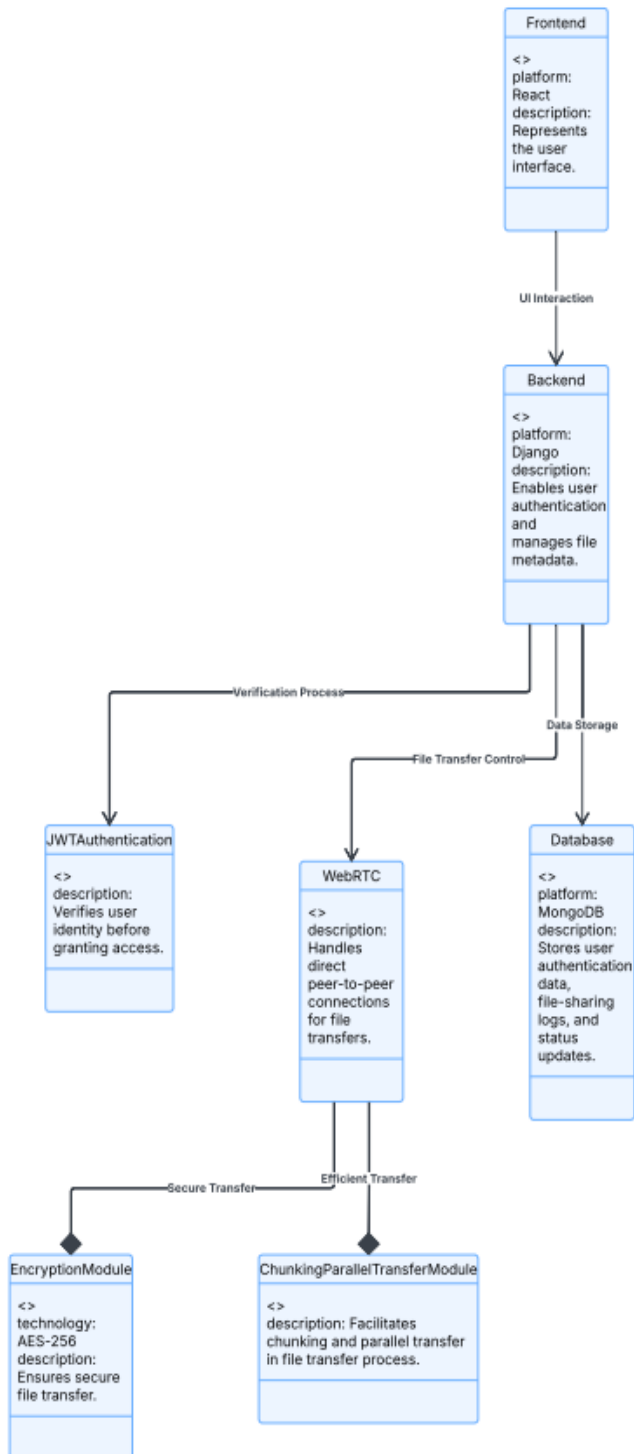 Frontend
<>
platform:
React
description:
Represents
the user
interface.
UI Interaction
Backend
<>
platform:
Django
description:
Enables user
authentication
and
manages file
metadata.
Verification Process
Data Storage
File Transfer Control
JWTAuthentication
<>
description:
Verifies user
identity before
granting access.
WebRTC
<>
description:
Handles
direct
peer-to-peer
connections
for file
transfers.
Database
<>
platform:
MongoDB
description:
Stores user
authentication
data,
file-sharing
logs, and
status
updates.
Secure Transfer
Efficient Transfer
EncryptionModule
<>
technology:
AES-256
description:
Ensures secure
file transfer.
ChunkingParallelTransferModule
<>
description: Facilitates
chunking and parallel transfer
in file transfer process.